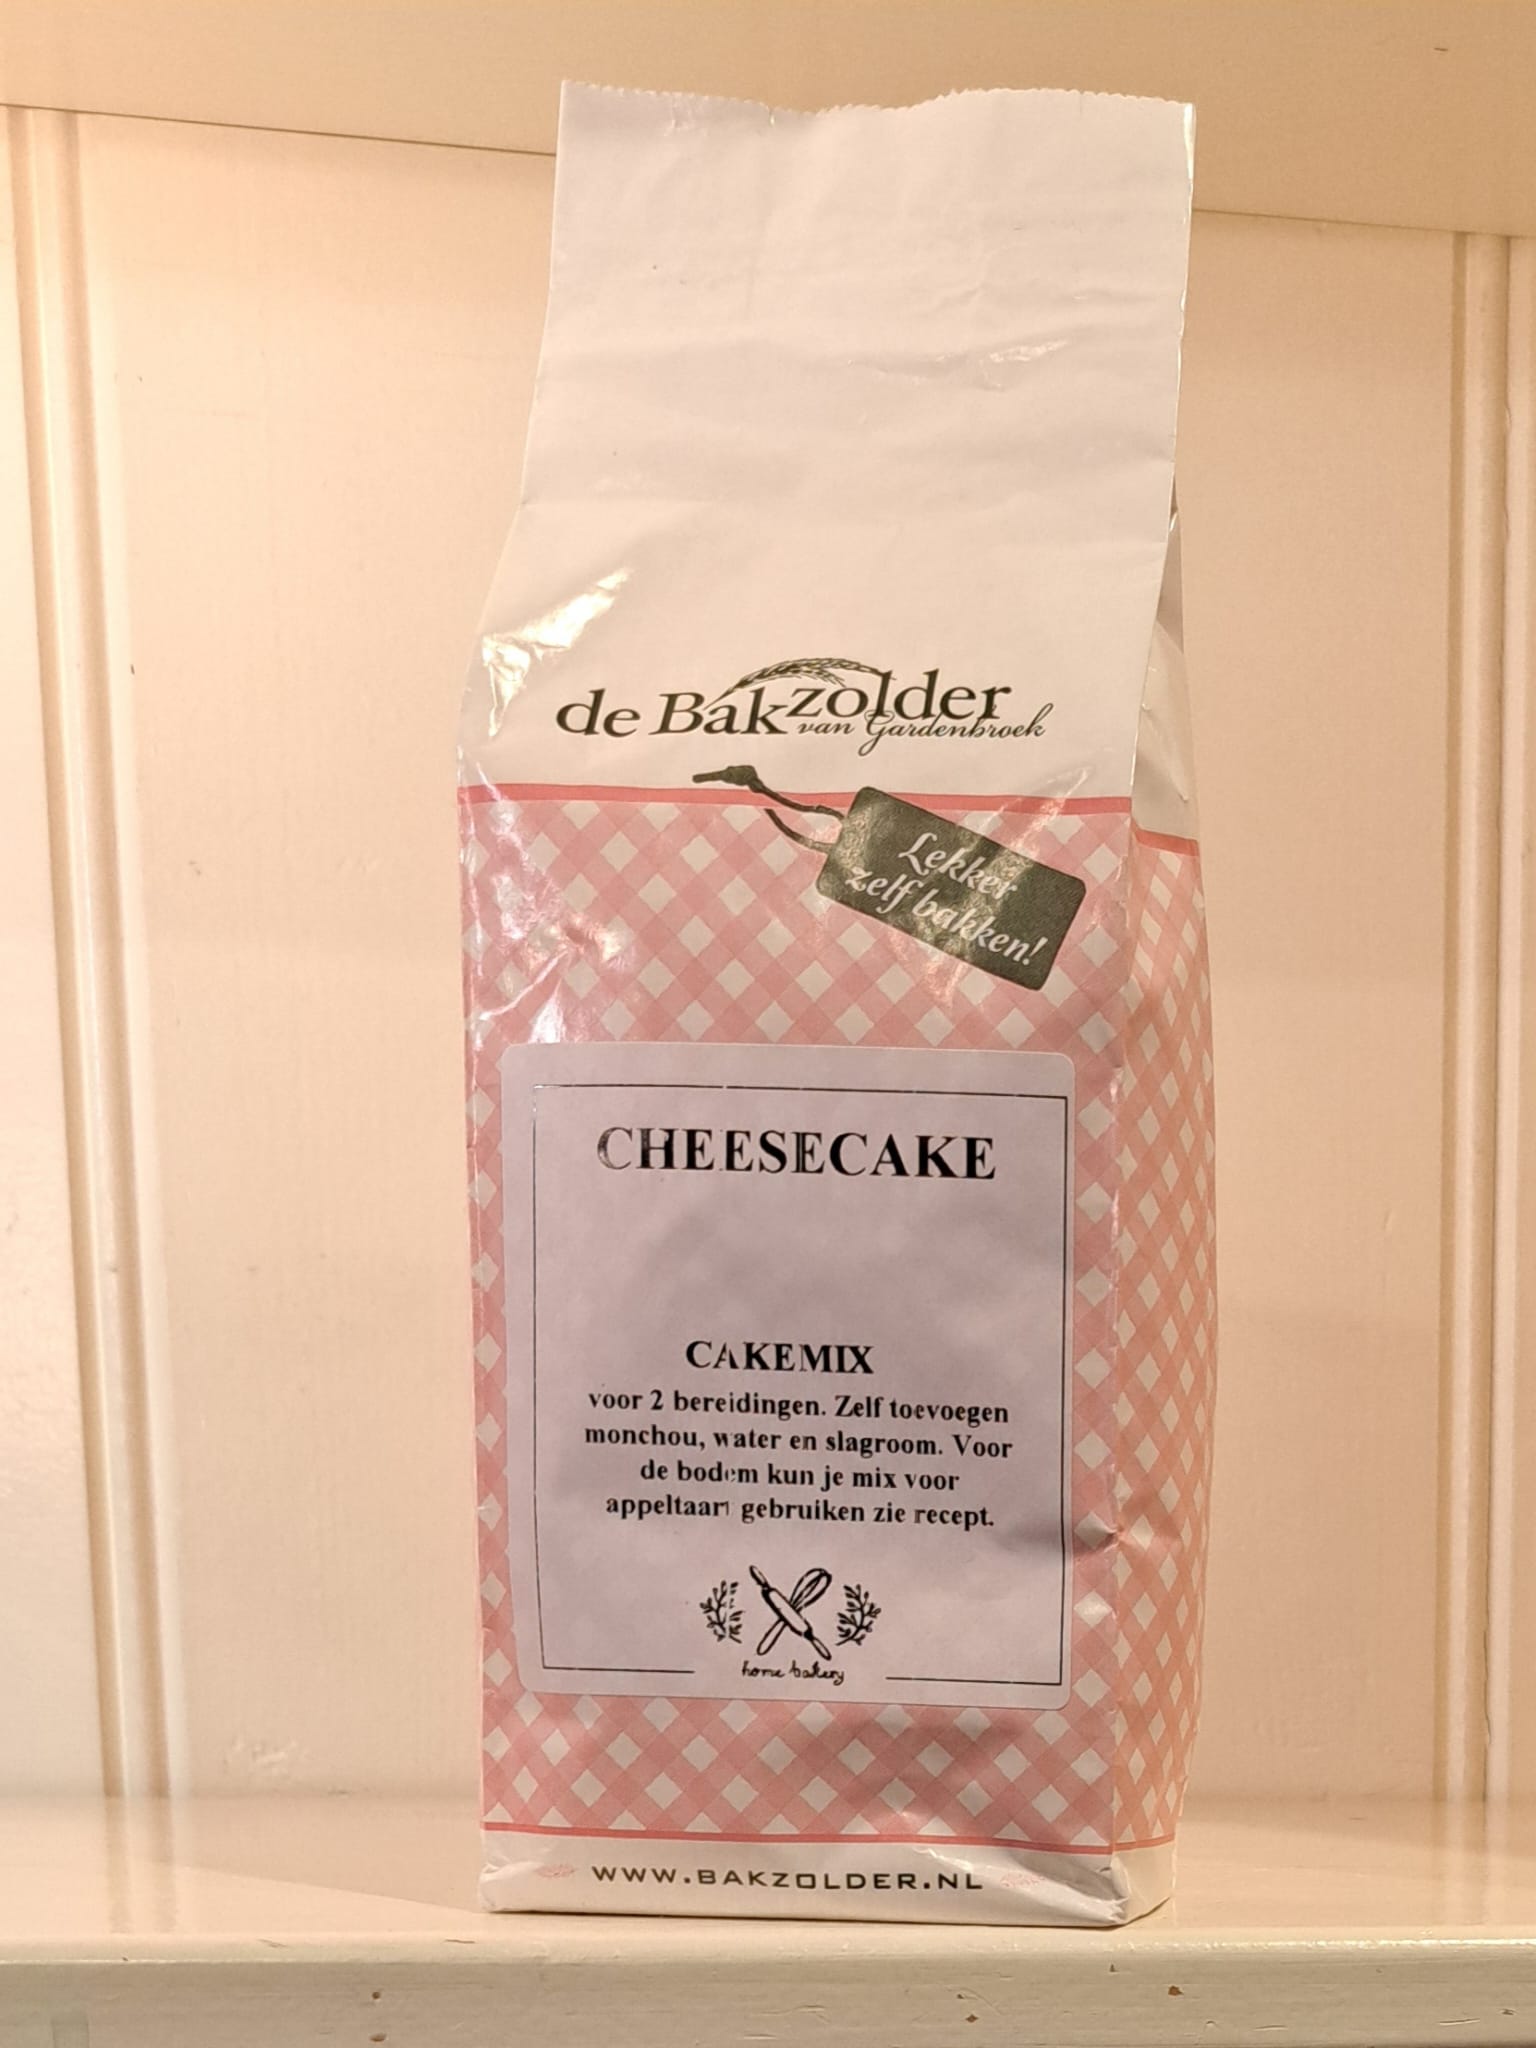 de Bakzolder
van Gardenbroek
Lekker
zelf bakken!
CHEESECAKE
CAKEMIX
voor 2 bereidingen. Zelf toevoegen
monchou, water en slagroom. Voor
de bodem kun je mix voor
appeltaart gebruiken zie recept.
home bakery
WWW.BAKZOLDER.NL